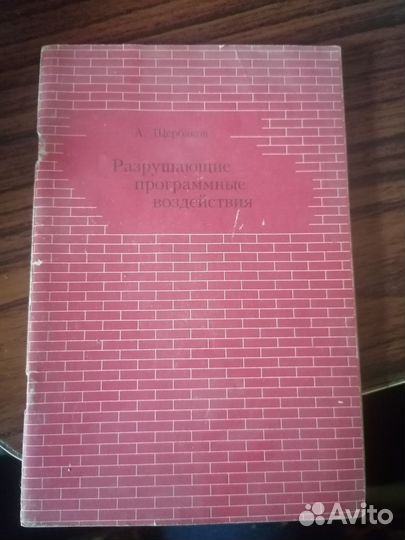 А. Щербаков
Разрушающие
программные
воздействия
Avito